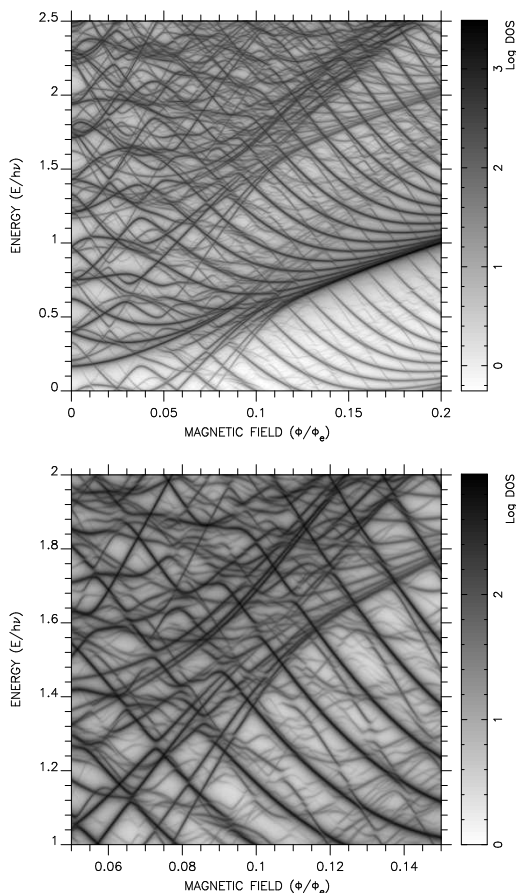 2.5
2
1.5
1
0.5
0
ENERGY (E/hν)
0 0.05 0.1 0.15 0.2
MAGNETIC FIELD (Φ/Φe)
Log DOS
3
2
1
0
2
1.8
1.6
1.4
1.2
1
ENERGY (E/hν)
0.06 0.08 0.1 0.12 0.14
MAGNETIC FIELD (Φ/Φe)
Log DOS
2
1
0